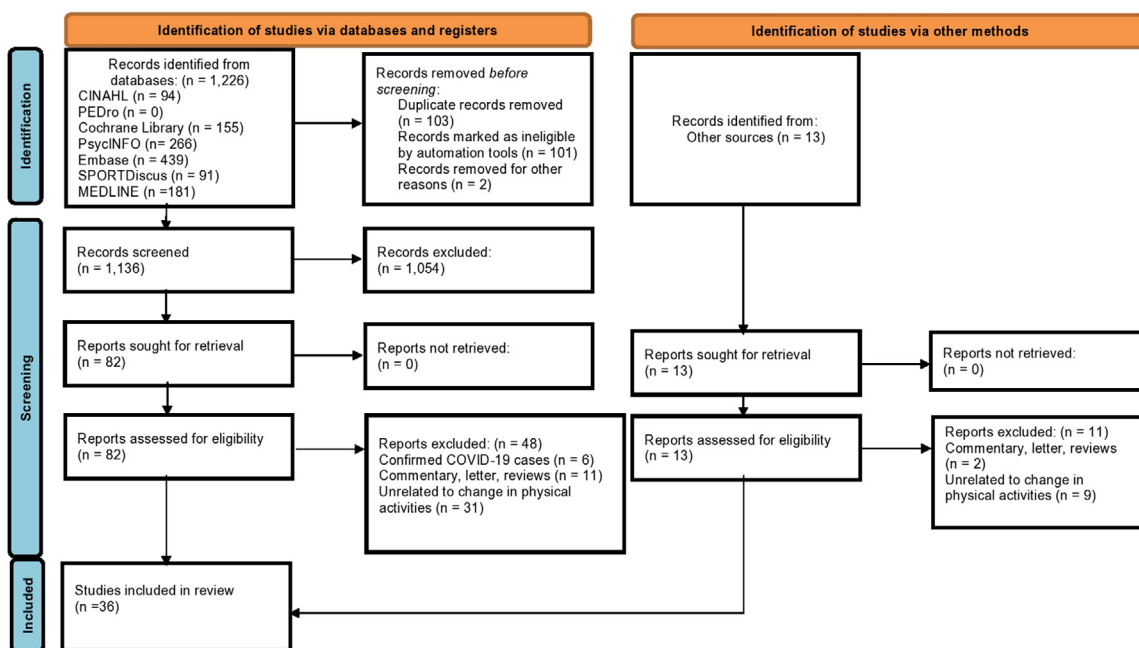 Identification of studies via databases and registers
Identification of studies via other methods
Identification
Records identified from
databases: (n = 1,226)
CINAHL (n = 94)
PEDro (n = 0)
Cochrane Library (n = 155)
PsycINFO (n= 266)
Embase (n = 439)
SPORTDiscus (n = 91)
MEDLINE (n =181)
Records removed before
screening:
Duplicate records removed
(n = 103)
Records marked as ineligible
by automation tools (n = 101)
Records removed for other
reasons (n = 2)
Records identified from:
Other sources (n = 13)
Screening
Records screened
(n = 1,136)
Records excluded:
(n = 1,054)
Reports sought for retrieval
(n = 82)
Reports not retrieved:
(n = 0)
Reports sought for retrieval
(n = 13)
Reports not retrieved:
(n = 0)
Reports assessed for eligibility
(n = 82)
Reports excluded: (n = 48)
Confirmed COVID-19 cases (n = 6)
Commentary, letter, reviews (n = 11)
Unrelated to change in physical
activities (n = 31)
Reports assessed for eligibility
(n = 13)
Reports excluded: (n = 11)
Commentary, letter, reviews
(n = 2)
Unrelated to change in
physical activities (n = 9)
Included
Studies included in review
(n =36)